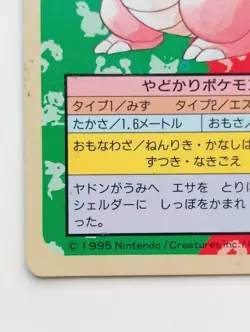 やどかりポケモン
タイプ1／みず　タイプ2／エス
たかさ／1.6メートル　おもさ／
おもなわざ／ねんりき・かなしば
ずつき・なきごえ
ヤドンがうみへ　エサを　とりに
シェルダーに　しっぽをかまれ
った。
© 1995 Nintendo／Creatures inc.／